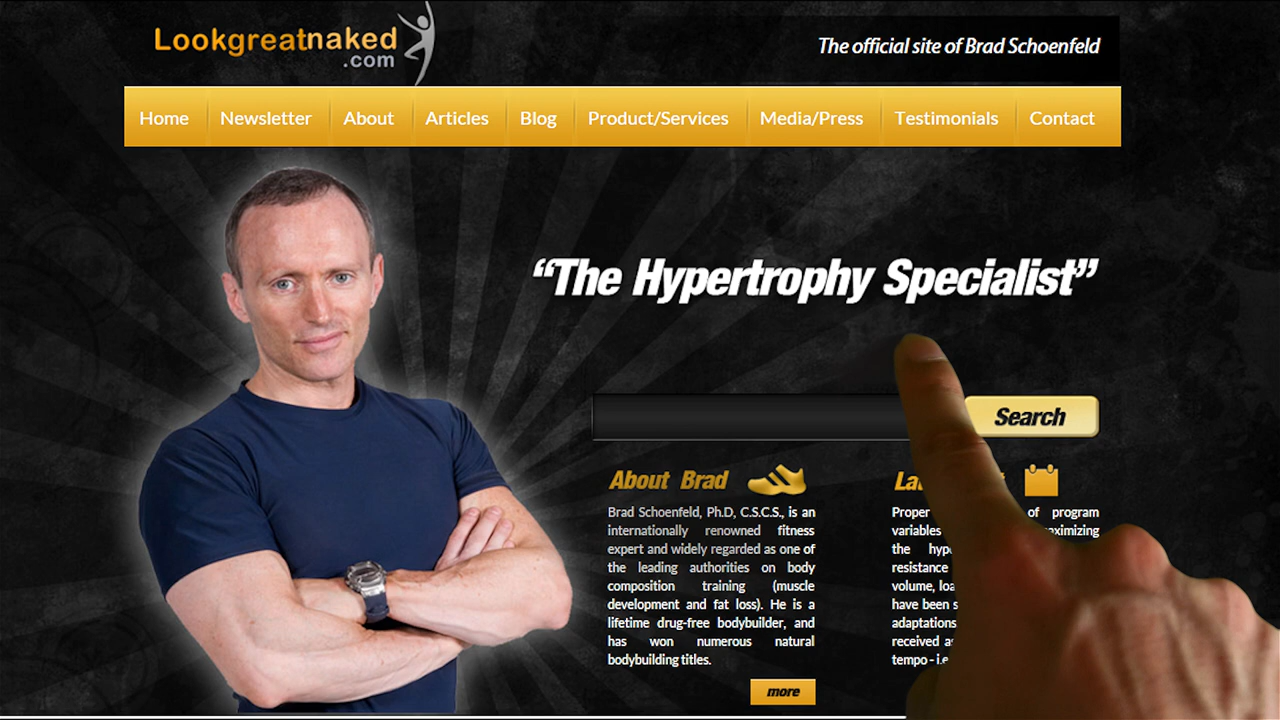 Lookgreatnaked
.com
The official site of Brad Schoenfeld
Home Newsletter About Articles Blog Product/Services Media/Press Testimonials Contact
“The Hypertrophy Specialist”
Search
About Brad
Brad Schoenfeld, Ph.D, C.S.C.S., is an
internationally renowned fitness
expert and widely regarded as one of
the leading authorities on body
composition training (muscle
development and fat loss). He is a
lifetime drug-free bodybuilder, and
has won numerous natural
bodybuilding titles.
more
Proper of program
variables
the
resistance
volume,
have been
adaptations
received
tempo - i.e